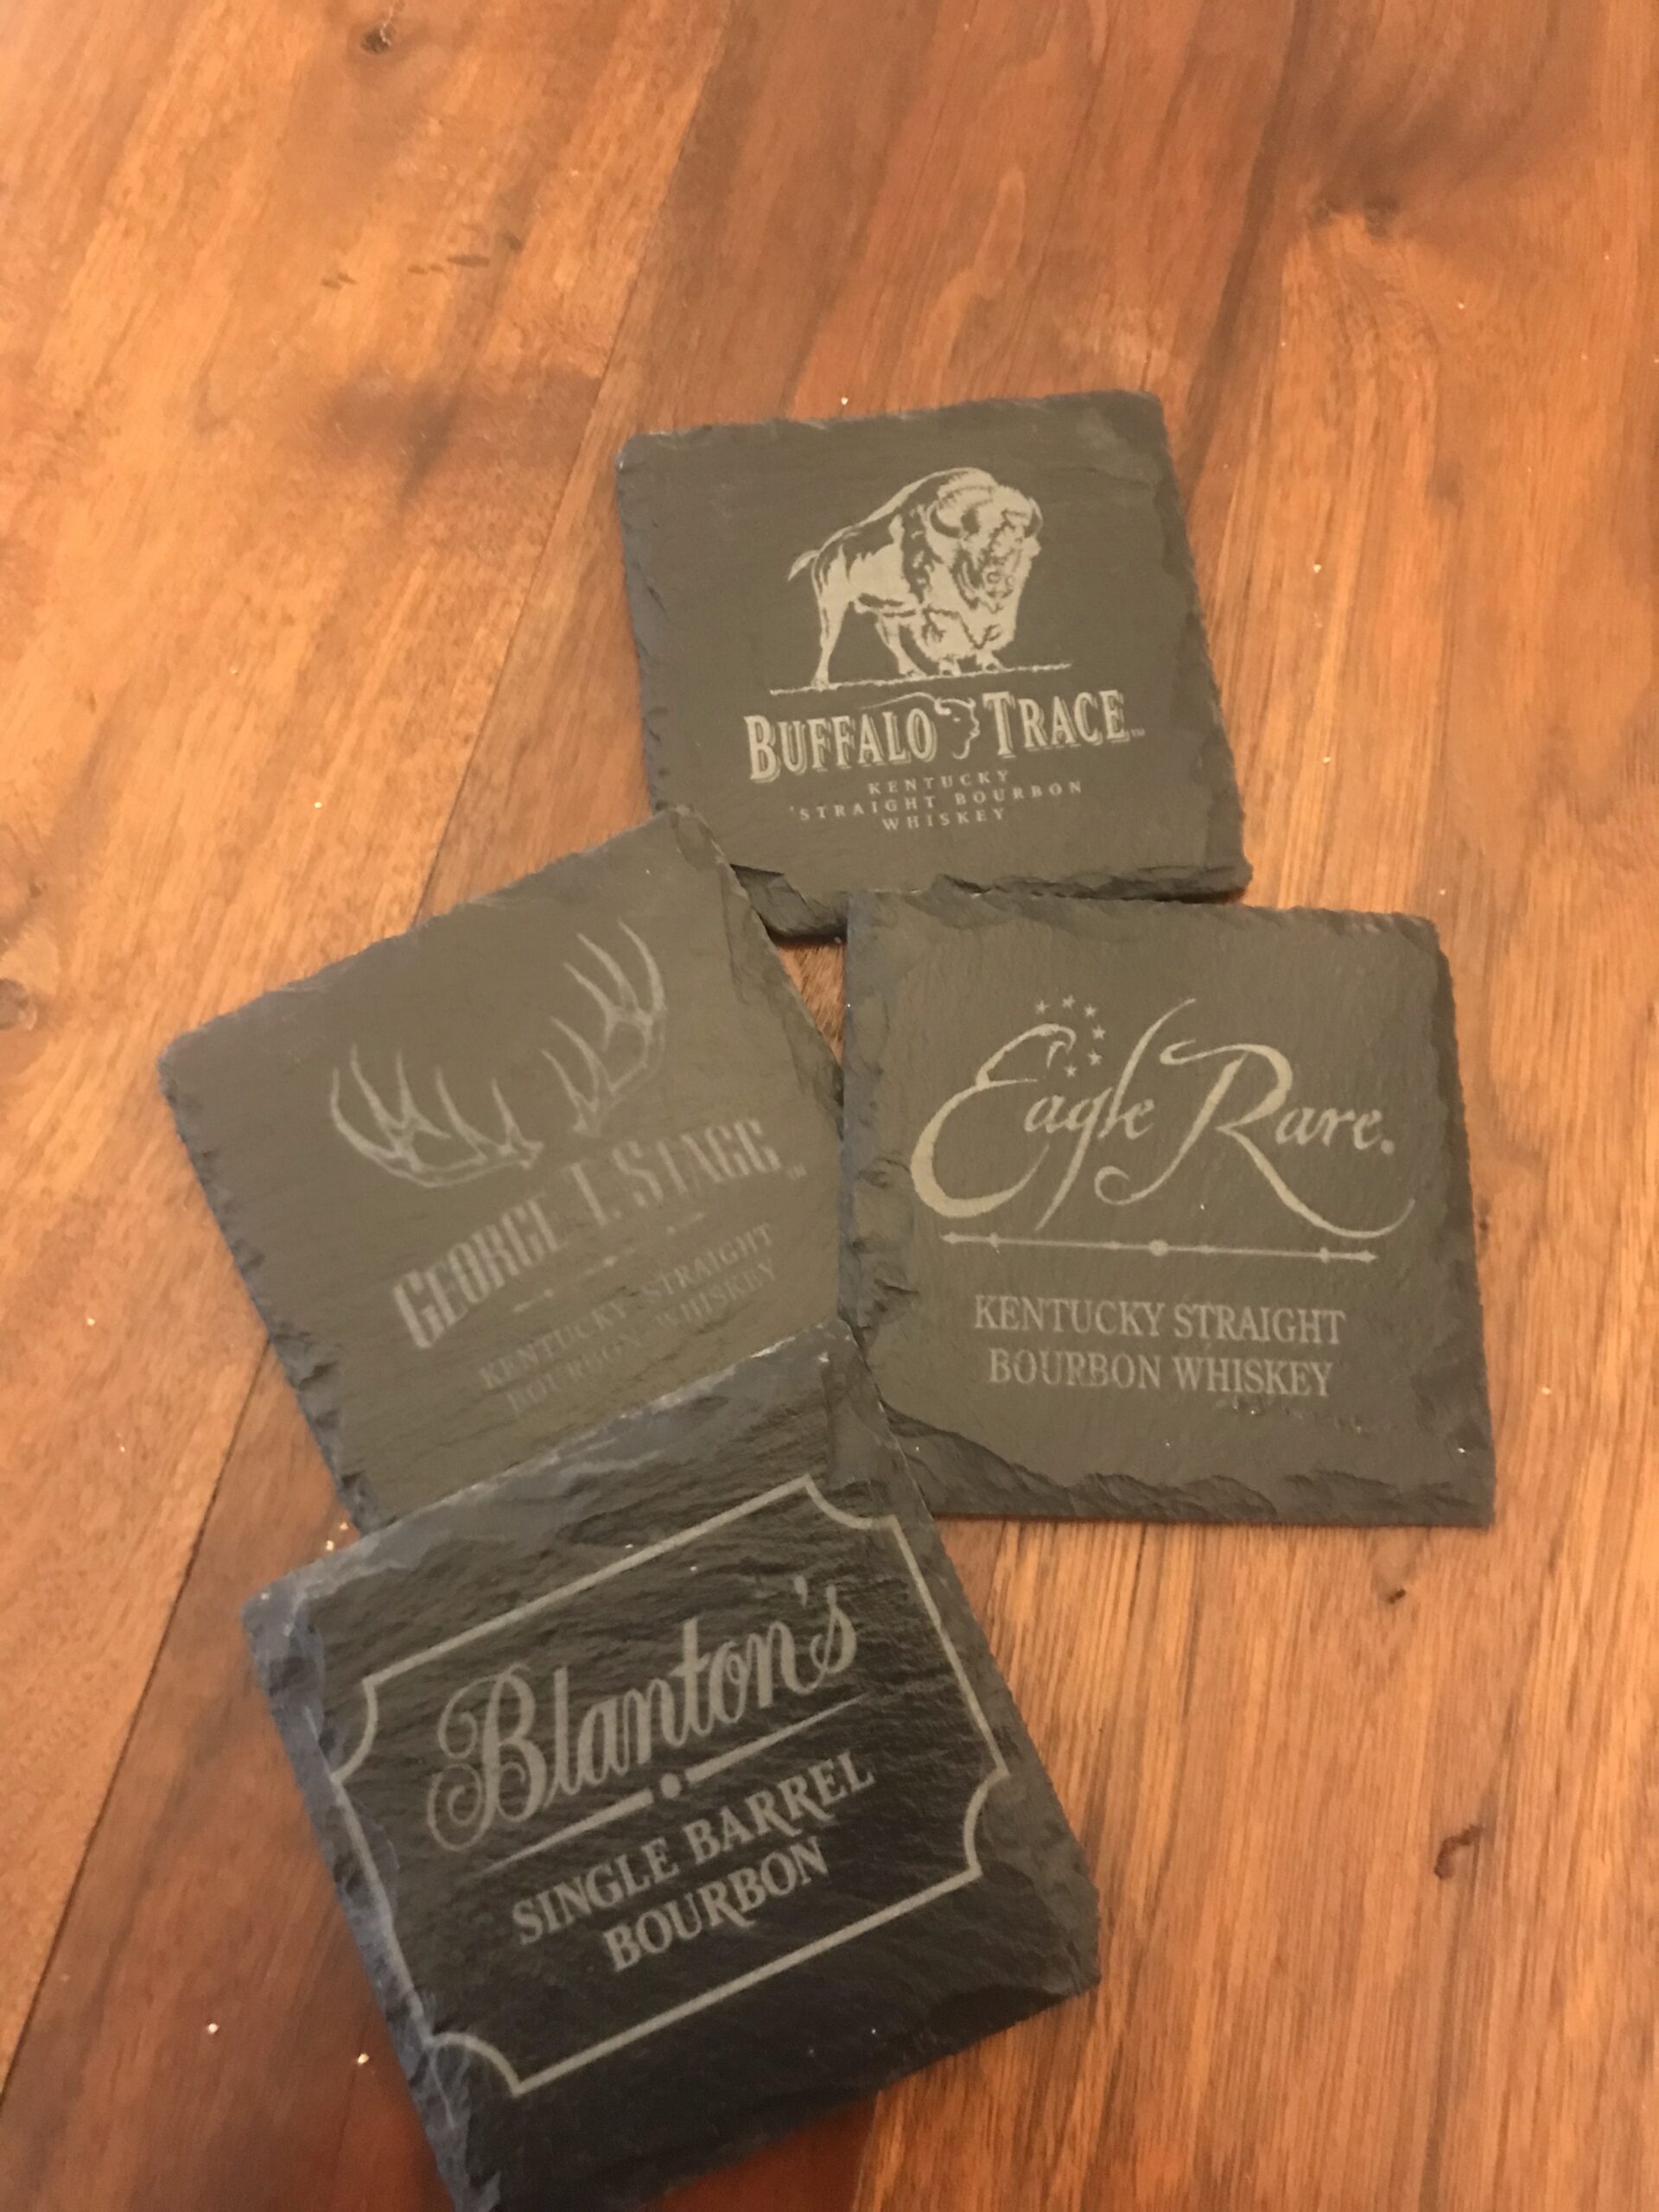 BUFFALO TRACE™
KENTUCKY
STRAIGHT BOURBON
WHISKEY
GEORGE T. STAGG
KENTUCKY STRAIGHT
BOURBON WHISKEY
Eagle Rare®
KENTUCKY STRAIGHT
BOURBON WHISKEY
Blanton's
SINGLE BARREL
BOURBON